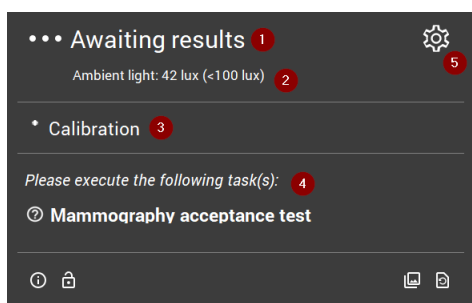 ••• Awaiting results 1
5
Ambient light: 42 lux (<100 lux) 2
Calibration 3
Please execute the following task(s): 4
Mammography acceptance test